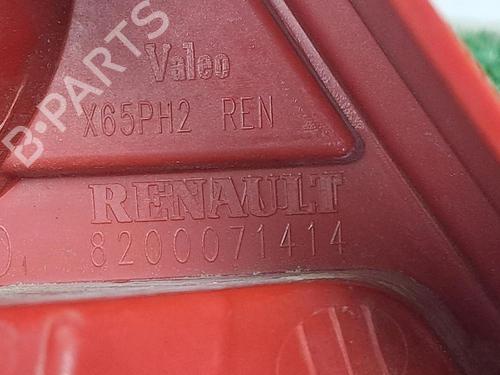 B-PARTS
Valeo
X65PH2 REN
RENAULT
8200071414